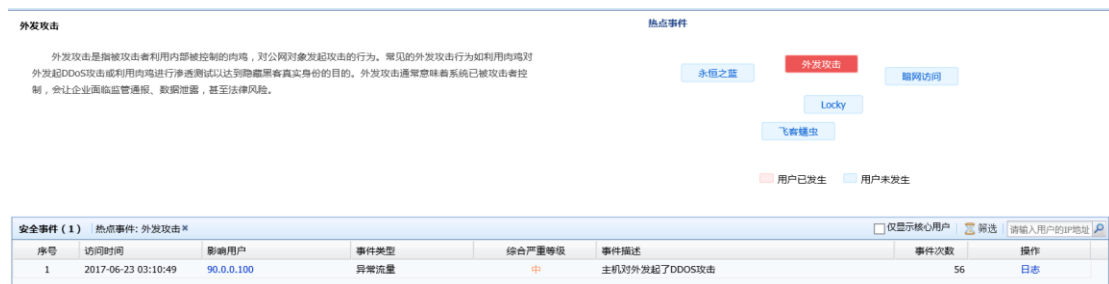 外发攻击
热点事件
外发攻击是指被攻击者利用内部被控制的肉鸡，对公网对象发起攻击的行为。常见的外发攻击行为如利用肉鸡对
外发起DDoS攻击或利用肉鸡进行渗透测试以达到隐藏黑客真实身份的目的。外发攻击通常意味着系统已被攻击者控
制，会让企业面临监管通报、数据泄露，甚至法律风险。
外发攻击
永恒之蓝
暗网访问
Locky
飞客蠕虫
用户已发生 用户未发生
安全事件 ( 1 ) 热点事件: 外发攻击 × 仅显示核心用户 筛选 请输入用户的IP地址
序号 访问时间 影响用户 事件类型 综合严重等级 事件描述 事件次数 操作
1 2017-06-23 03:10:49 90.0.0.100 异常流量 中 主机对外发起了DDOS攻击 56 日志